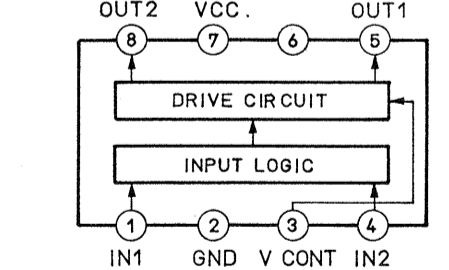 OUT2 VCC. OUT1
8 7 6 5
DRIVE CIRCUIT
INPUT LOGIC
1 2 3 4
IN1 GND V CONT IN2